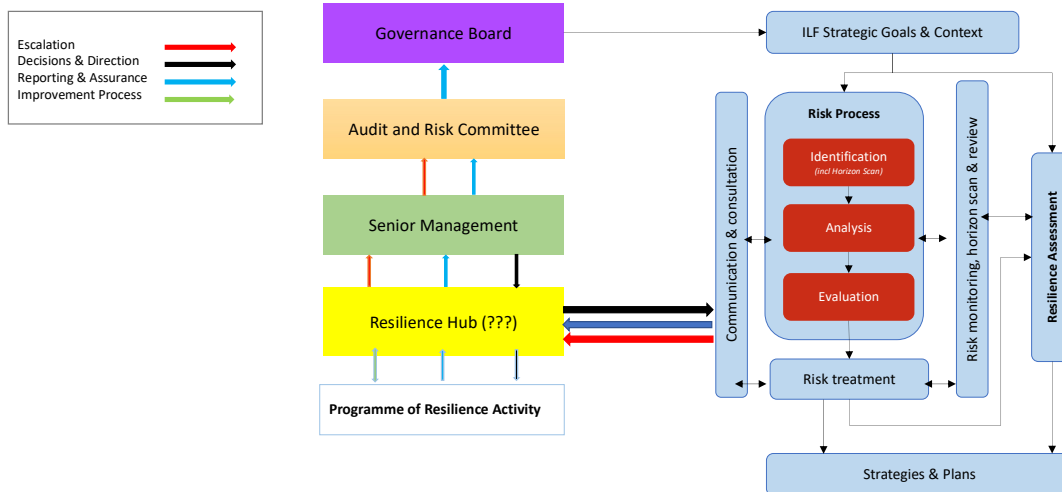 Escalation
Decisions & Direction
Reporting & Assurance
Improvement Process
Governance Board
Audit and Risk Committee
Senior Management
Resilience Hub (???)
Programme of Resilience Activity
ILF Strategic Goals & Context
Communication & consultation
Risk Process
Identification
(incl Horizon Scan)
Analysis
Evaluation
Risk monitoring, horizon scan & review
Resilience Assessment
Risk treatment
Strategies & Plans